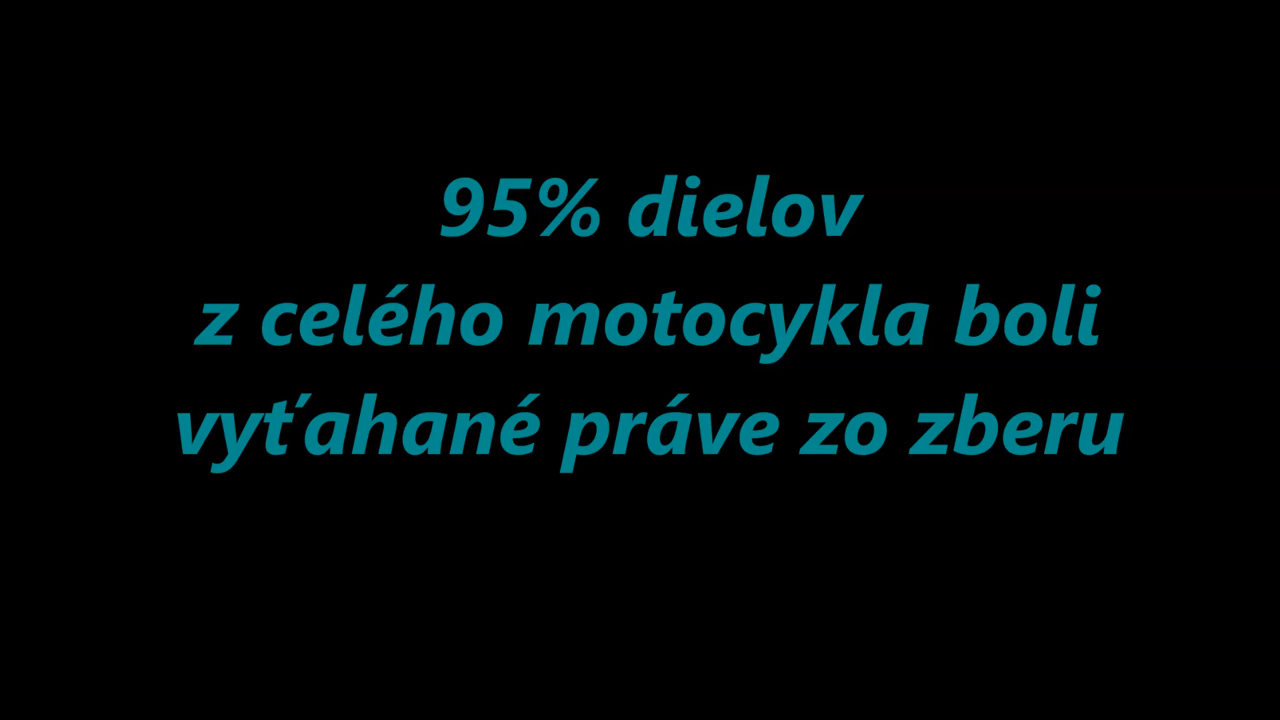 95% dielov
z celého motocykla boli
vyťahané práve zo zberu